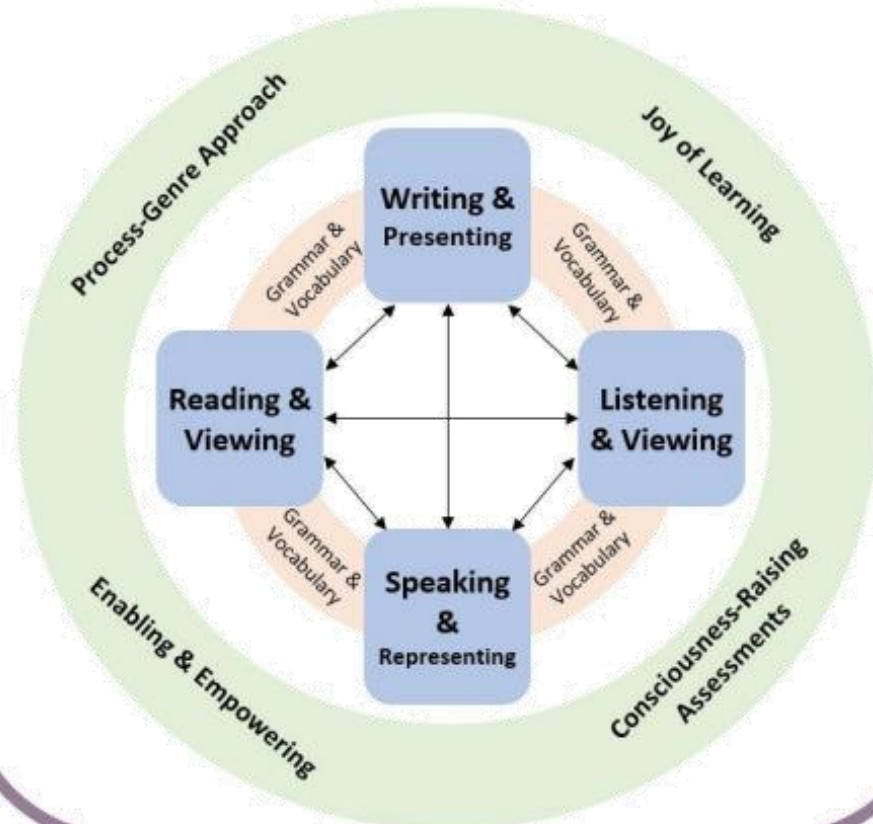 Process-Genre Approach
Joy of Learning
Writing &
Presenting
Grammar &
Vocabulary
Grammar &
Vocabulary
Reading &
Viewing
Listening
& Viewing
Grammar &
Vocabulary
Grammar &
Vocabulary
Speaking
&
Representing
Enabling & Empowering
Consciousness-Raising
Assessments